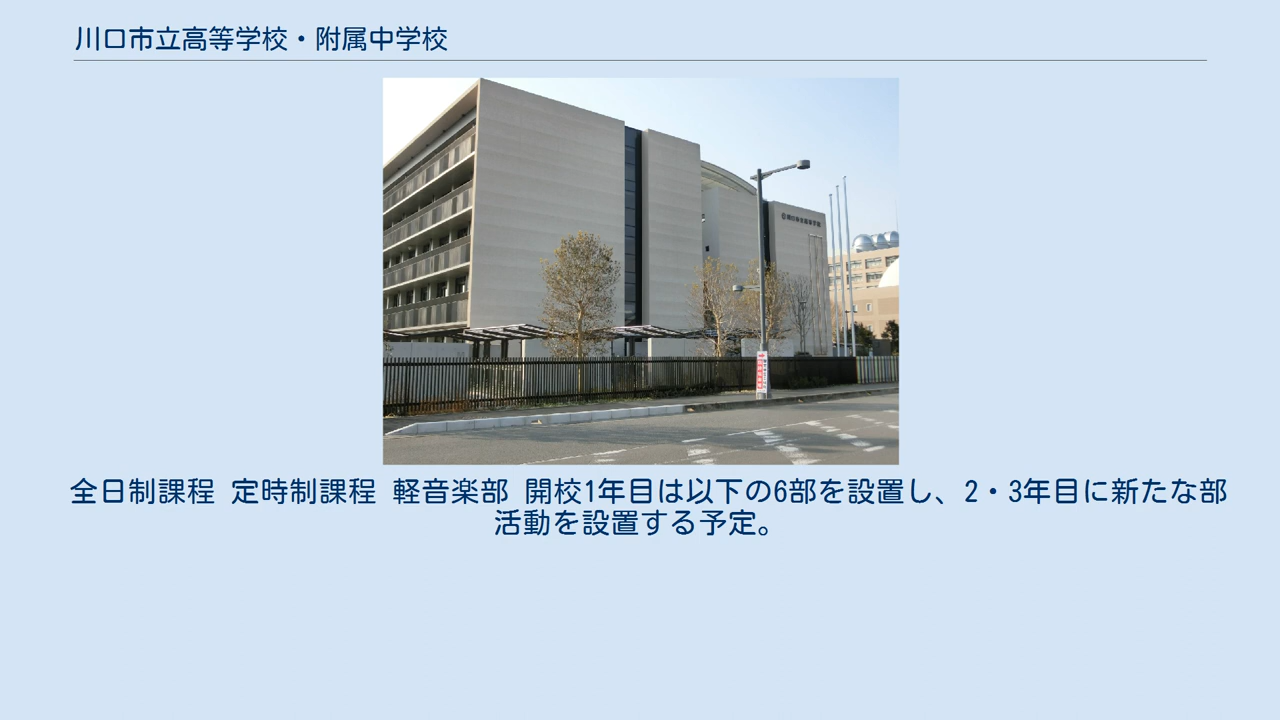 川口市立高等学校・附属中学校
全日制課程 定時制課程 軽音楽部 開校1年目は以下の6部を設置し、2・3年目に新たな部
活動を設置する予定。